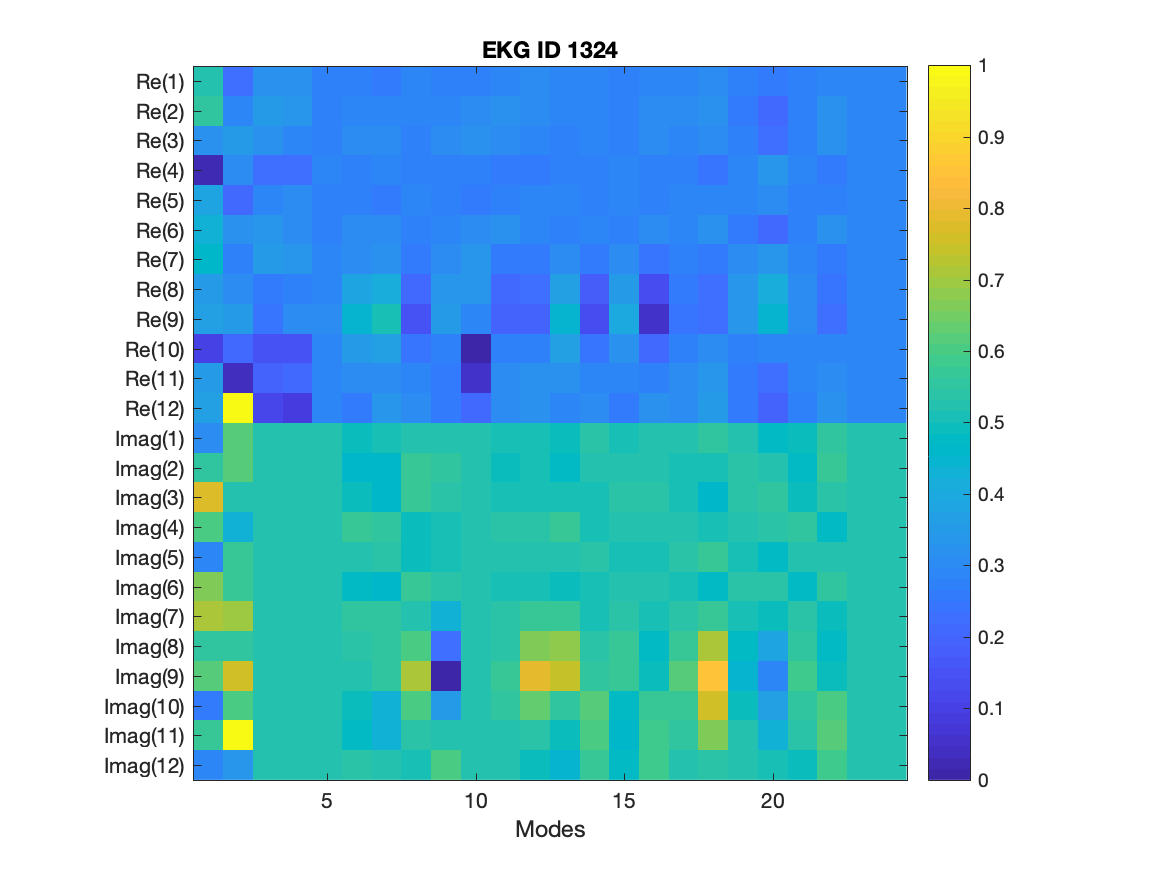 EKG ID 1324
Re(1)
Re(2)
Re(3)
Re(4)
Re(5)
Re(6)
Re(7)
Re(8)
Re(9)
Re(10)
Re(11)
Re(12)
Imag(1)
Imag(2)
Imag(3)
Imag(4)
Imag(5)
Imag(6)
Imag(7)
Imag(8)
Imag(9)
Imag(10)
Imag(11)
Imag(12)
5 10 15 20
Modes
1
0.9
0.8
0.7
0.6
0.5
0.4
0.3
0.2
0.1
0